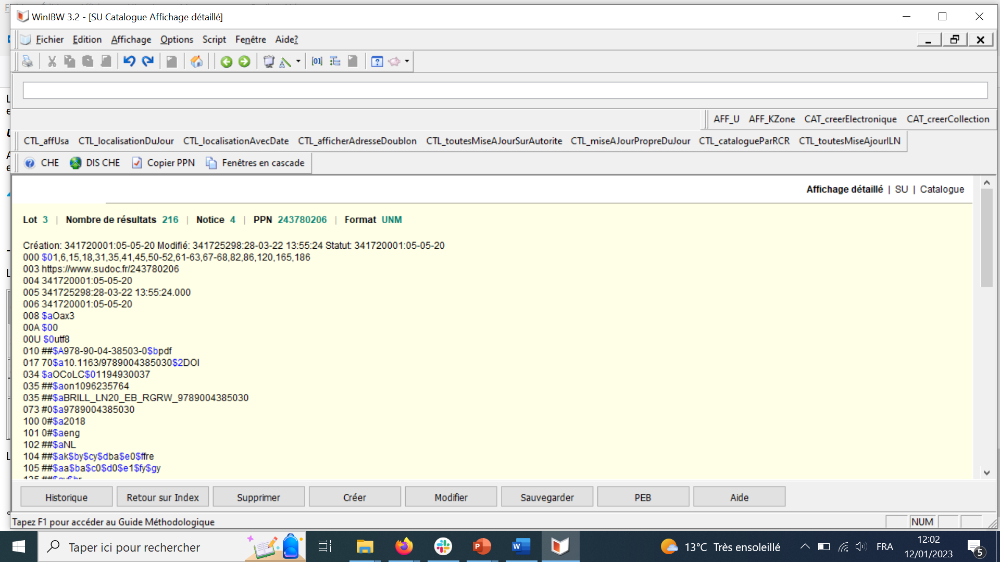 WinIBW 3.2 - [SU Catalogue Affichage détaillé]
Fichier Edition Affichage Options Script Fenêtre Aide?
[01]
AFF_U AFF_KZone CAT_creerElectronique CAT_creerCollection
CTL_affUsa CTL_localisationDuJour CTL_localisationAvecDate CTL_afficherAdresseDoublon CTL_toutesMiseAJourSurAutorite CTL_miseAJourPropreDuJour CTL_catalogueParRCR CTL_toutesMiseAjourILN
CHE DIS CHE Copier PPN Fenêtres en cascade
Affichage détaillé | SU | Catalogue
Lot 3 | Nombre de résultats 216 | Notice 4 | PPN 243780206 | Format UNM
Création: 341720001:05-05-20 Modifié: 341725298:28-03-22 13:55:24 Statut: 341720001:05-05-20
000 $01,6,15,18,31,35,41,45,50-52,61-63,67-68,82,86,120,165,186
003 https://www.sudoc.fr/243780206
004 341720001:05-05-20
005 341725298:28-03-22 13:55:24.000
006 341720001:05-05-20
008 $aOax3
00A $00
00U $0utf8
010 ##$A978-90-04-38503-0$bpdf
017 70$a10.1163/9789004385030$2DOI
034 $aOCoLC$01194930037
035 ##$aon1096235764
035 ##$aBRILL_LN20_EB_RGRW_9789004385030
073 #0$a9789004385030
100 0#$a2018
101 0#$aeng
102 ##$aNL
104 ##$ak$by$cy$dba$e0$ffre
105 ##$aa$ba$c0$d0$e1$fy$gy
Historique Retour sur Index Supprimer Créer Modifier Sauvegarder PEB Aide
Tapez F1 pour accéder au Guide Méthodologique
NUM
Taper ici pour rechercher
13°C Très ensoleillé
FRA
12:02
12/01/2023
5